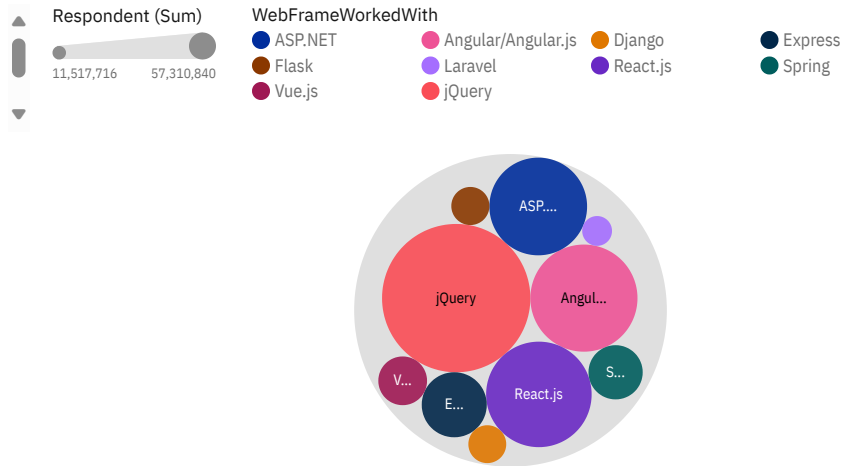 Respondent (Sum)
11,517,716 57,310,840
WebFrameWorkedWith
ASP.NET Angular/Angular.js Django Express
Flask Laravel React.js Spring
Vue.js jQuery
ASP....
jQuery Angul...
V... E... React.js S...